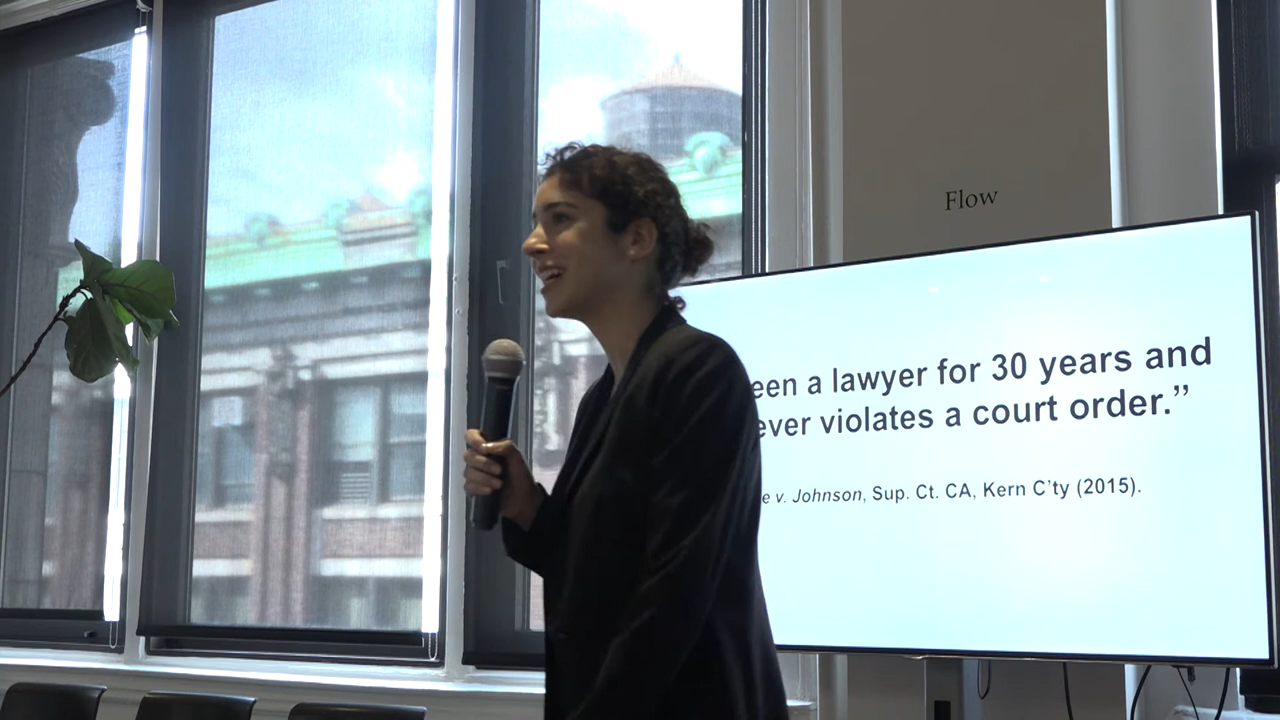 Flow
een a lawyer for 30 years and
ever violates a court order.”
e v. Johnson, Sup. Ct. CA, Kern C'ty (2015).